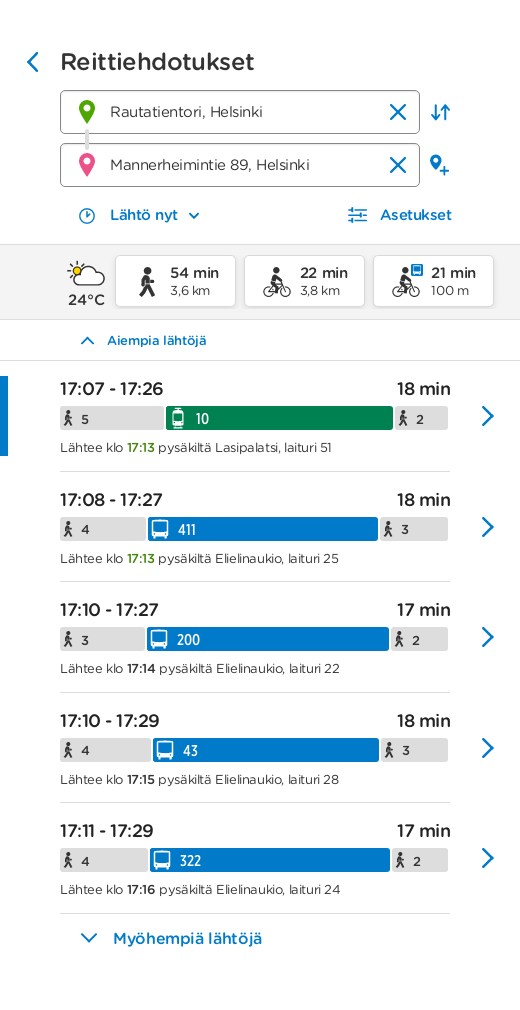 Reittiehdotukset
Rautatientori, Helsinki
Mannerheimintie 89, Helsinki
Lähtö nyt Asetukset
24°C
54 min
3,6 km
22 min
3,8 km
21 min
100 m
Aiempia lähtöjä
17:07 - 17:26 18 min
5 10 2
Lähtee klo 17:13 pysäkiltä Lasipalatsi, laituri 51
17:08 - 17:27 18 min
4 411 3
Lähtee klo 17:13 pysäkiltä Elielinaukio, laituri 25
17:10 - 17:27 17 min
3 200 2
Lähtee klo 17:14 pysäkiltä Elielinaukio, laituri 22
17:10 - 17:29 18 min
4 43 3
Lähtee klo 17:15 pysäkiltä Elielinaukio, laituri 28
17:11 - 17:29 17 min
4 322 2
Lähtee klo 17:16 pysäkiltä Elielinaukio, laituri 24
Myöhempiä lähtöjä